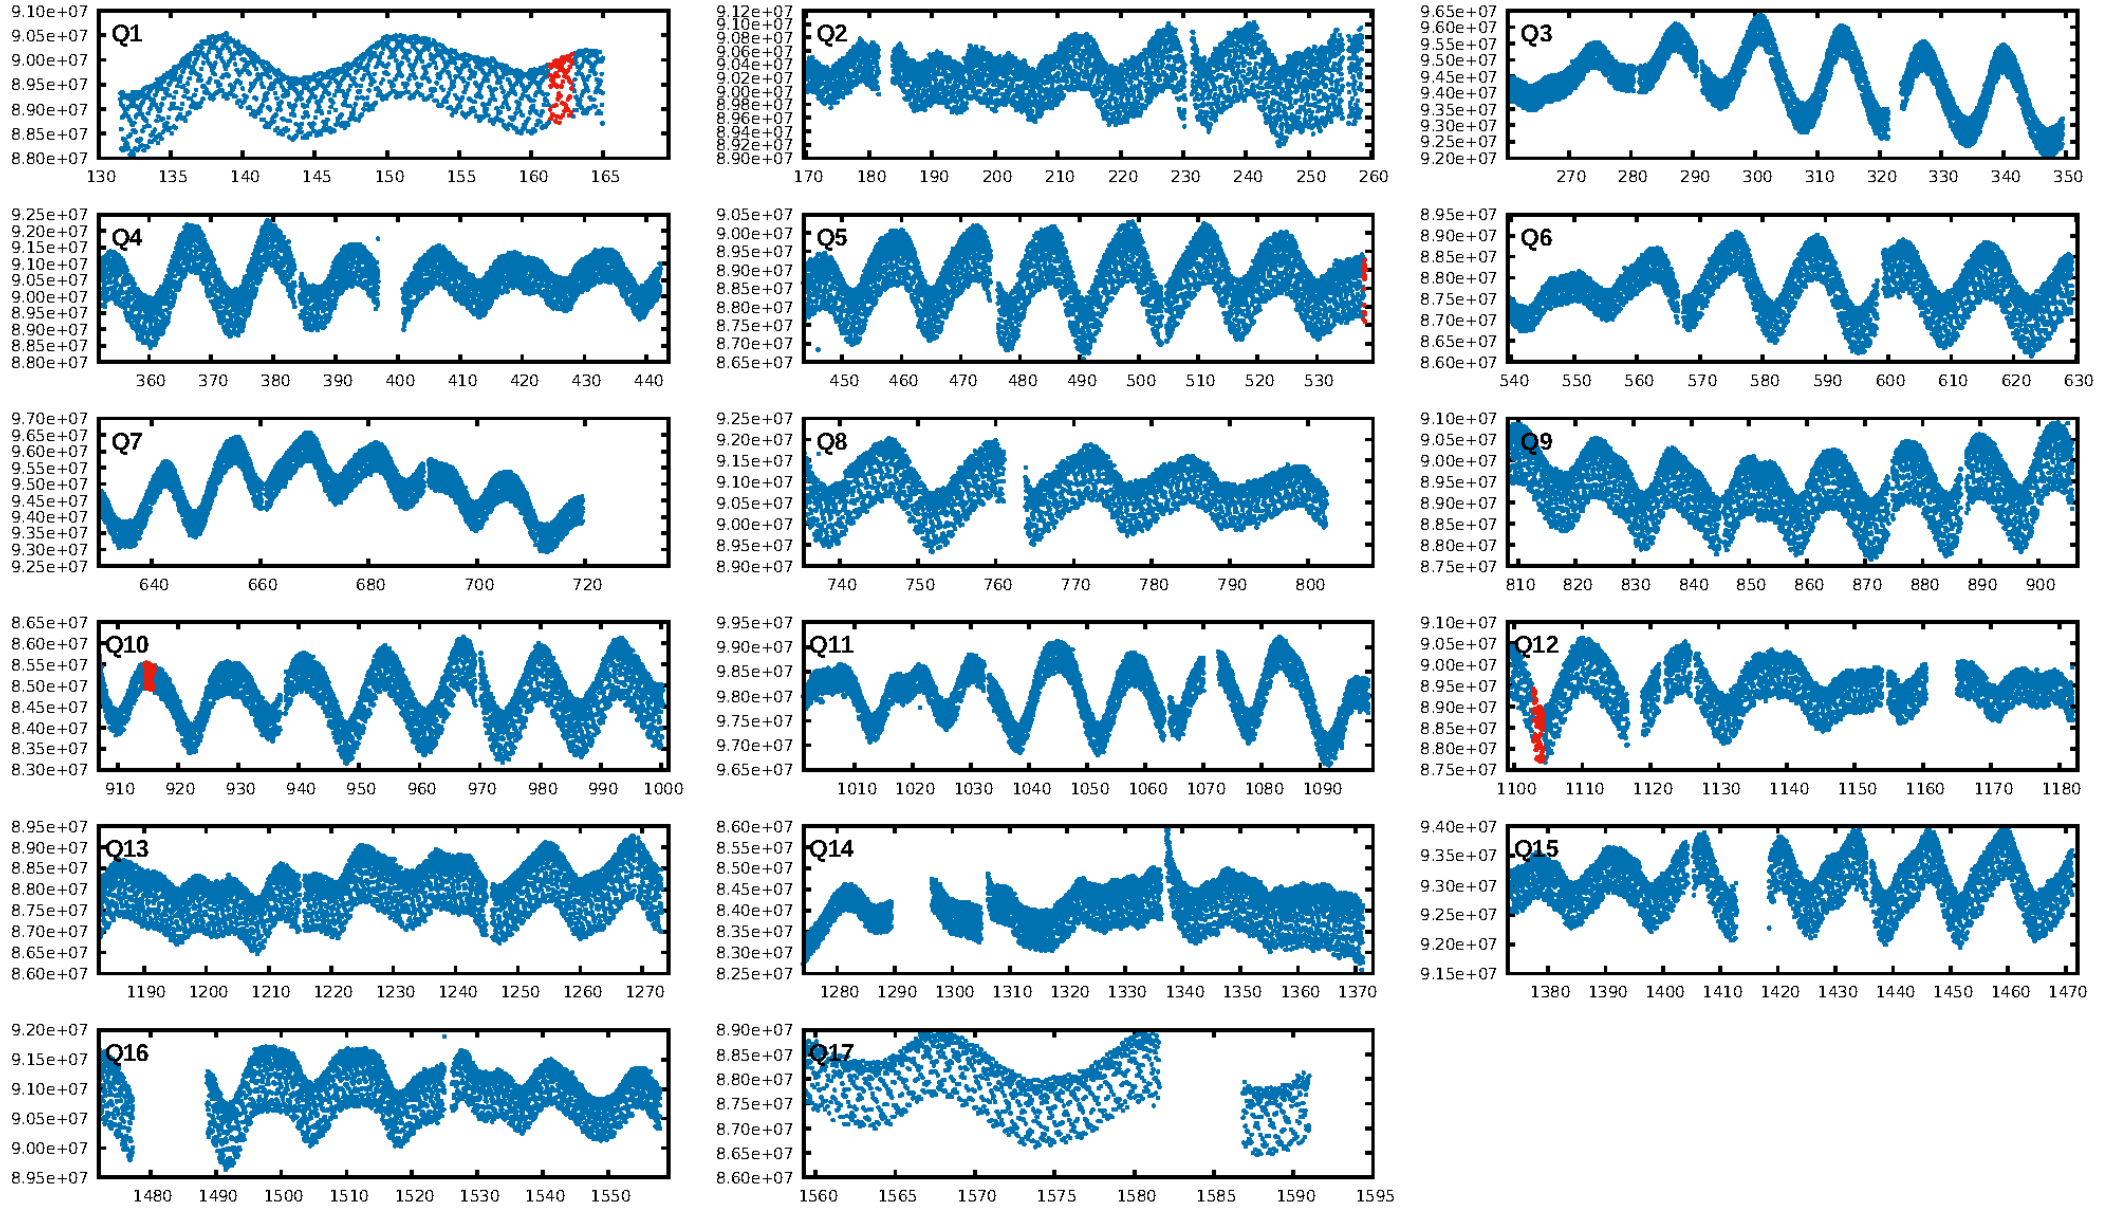 9.10e+07
9.05e+07
9.00e+07
8.95e+07
8.90e+07
8.85e+07
8.80e+07
Q1
130 135 140 145 150 155 160 165
9.12e+07
9.10e+07
9.08e+07
9.06e+07
9.04e+07
9.02e+07
9.00e+07
8.98e+07
8.96e+07
8.94e+07
8.92e+07
8.90e+07
Q2
170 180 190 200 210 220 230 240 250 260
9.65e+07
9.60e+07
9.55e+07
9.50e+07
9.45e+07
9.40e+07
9.35e+07
9.30e+07
9.25e+07
9.20e+07
Q3
270 280 290 300 310 320 330 340 350
9.25e+07
9.20e+07
9.15e+07
9.10e+07
9.05e+07
9.00e+07
8.95e+07
8.90e+07
8.85e+07
8.80e+07
Q4
360 370 380 390 400 410 420 430 440
9.05e+07
9.00e+07
8.95e+07
8.90e+07
8.85e+07
8.80e+07
8.75e+07
8.70e+07
8.65e+07
Q5
450 460 470 480 490 500 510 520 530
8.95e+07
8.90e+07
8.85e+07
8.80e+07
8.75e+07
8.70e+07
8.65e+07
8.60e+07
Q6
540 550 560 570 580 590 600 610 620 630
9.70e+07
9.65e+07
9.60e+07
9.55e+07
9.50e+07
9.45e+07
9.40e+07
9.35e+07
9.30e+07
9.25e+07
Q7
640 660 680 700 720
9.25e+07
9.20e+07
9.15e+07
9.10e+07
9.05e+07
9.00e+07
8.95e+07
8.90e+07
Q8
740 750 760 770 780 790 800
9.10e+07
9.05e+07
9.00e+07
8.95e+07
8.90e+07
8.85e+07
8.80e+07
8.75e+07
Q9
810 820 830 840 850 860 870 880 890 900
8.65e+07
8.60e+07
8.55e+07
8.50e+07
8.45e+07
8.40e+07
8.35e+07
8.30e+07
Q10
910 920 930 940 950 960 970 980 990 1000
9.95e+07
9.90e+07
9.85e+07
9.80e+07
9.75e+07
9.70e+07
9.65e+07
Q11
1010 1020 1030 1040 1050 1060 1070 1080 1090
9.10e+07
9.05e+07
9.00e+07
8.95e+07
8.90e+07
8.85e+07
8.80e+07
8.75e+07
Q12
1100 1110 1120 1130 1140 1150 1160 1170 1180
8.95e+07
8.90e+07
8.85e+07
8.80e+07
8.75e+07
8.70e+07
8.65e+07
8.60e+07
Q13
1190 1200 1210 1220 1230 1240 1250 1260 1270
8.60e+07
8.55e+07
8.50e+07
8.45e+07
8.40e+07
8.35e+07
8.30e+07
8.25e+07
Q14
1280 1290 1300 1310 1320 1330 1340 1350 1360 1370
9.40e+07
9.35e+07
9.30e+07
9.25e+07
9.20e+07
9.15e+07
Q15
1380 1390 1400 1410 1420 1430 1440 1450 1460 1470
9.20e+07
9.15e+07
9.10e+07
9.05e+07
9.00e+07
8.95e+07
Q16
1480 1490 1500 1510 1520 1530 1540 1550
8.90e+07
8.85e+07
8.80e+07
8.75e+07
8.70e+07
8.65e+07
8.60e+07
Q17
1560 1565 1570 1575 1580 1585 1590 1595